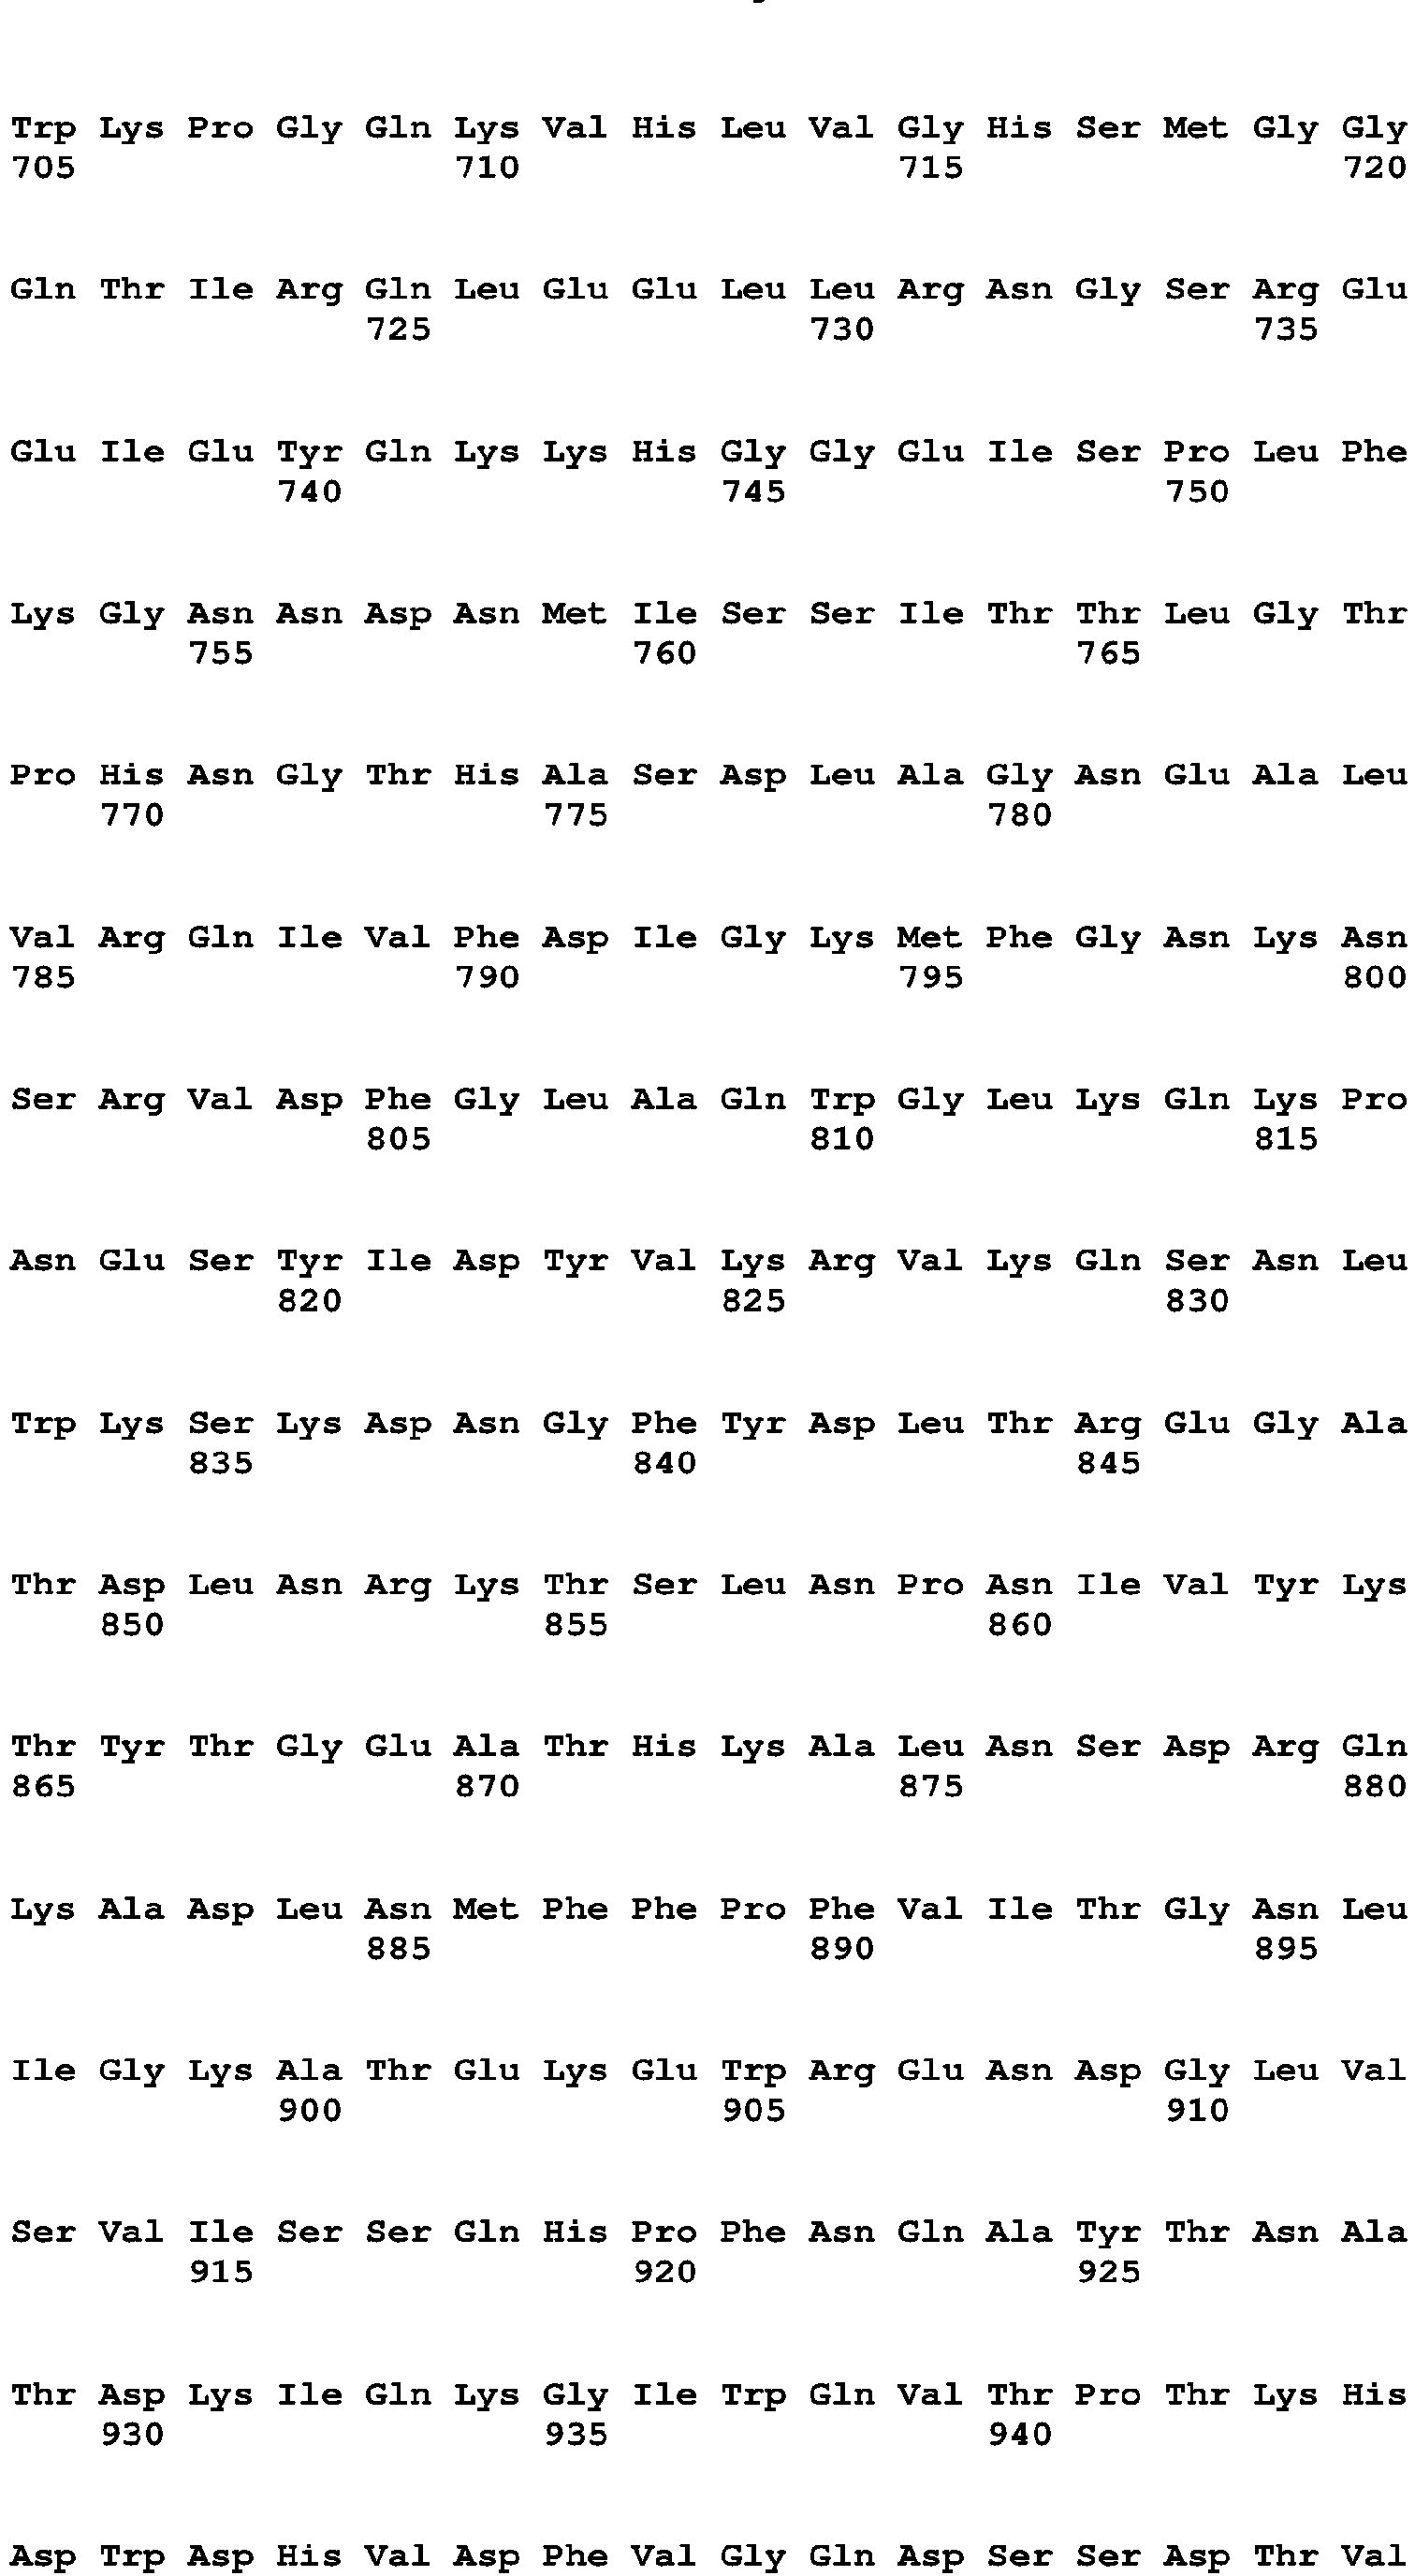 Trp Lys Pro Gly Gln Lys Val His Leu Val Gly His Ser Met Gly Gly
705 710 715 720
Gln Thr Ile Arg Gln Leu Glu Glu Leu Leu Arg Asn Gly Ser Arg Glu
725 730 735
Glu Ile Glu Tyr Gln Lys Lys His Gly Gly Glu Ile Ser Pro Leu Phe
740 745 750
Lys Gly Asn Asn Asp Asn Met Ile Ser Ser Ile Thr Thr Leu Gly Thr
755 760 765
Pro His Asn Gly Thr His Ala Ser Asp Leu Ala Gly Asn Glu Ala Leu
770 775 780
Val Arg Gln Ile Val Phe Asp Ile Gly Lys Met Phe Gly Asn Lys Asn
785 790 795 800
Ser Arg Val Asp Phe Gly Leu Ala Gln Trp Gly Leu Lys Gln Lys Pro
805 810 815
Asn Glu Ser Tyr Ile Asp Tyr Val Lys Arg Val Lys Gln Ser Asn Leu
820 825 830
Trp Lys Ser Lys Asp Asn Gly Phe Tyr Asp Leu Thr Arg Glu Gly Ala
835 840 845
Thr Asp Leu Asn Arg Lys Thr Ser Leu Asn Pro Asn Ile Val Tyr Lys
850 855 860
Thr Tyr Thr Gly Glu Ala Thr His Lys Ala Leu Asn Ser Asp Arg Gln
865 870 875 880
Lys Ala Asp Leu Asn Met Phe Phe Pro Phe Val Ile Thr Gly Asn Leu
885 890 895
Ile Gly Lys Ala Thr Glu Lys Glu Trp Arg Glu Asn Asp Gly Leu Val
900 905 910
Ser Val Ile Ser Ser Gln His Pro Phe Asn Gln Ala Tyr Thr Asn Ala
915 920 925
Thr Asp Lys Ile Gln Lys Gly Ile Trp Gln Val Thr Pro Thr Lys His
930 935 940
Asp Trp Asp His Val Asp Phe Val Gly Gln Asp Ser Ser Asp Thr Val